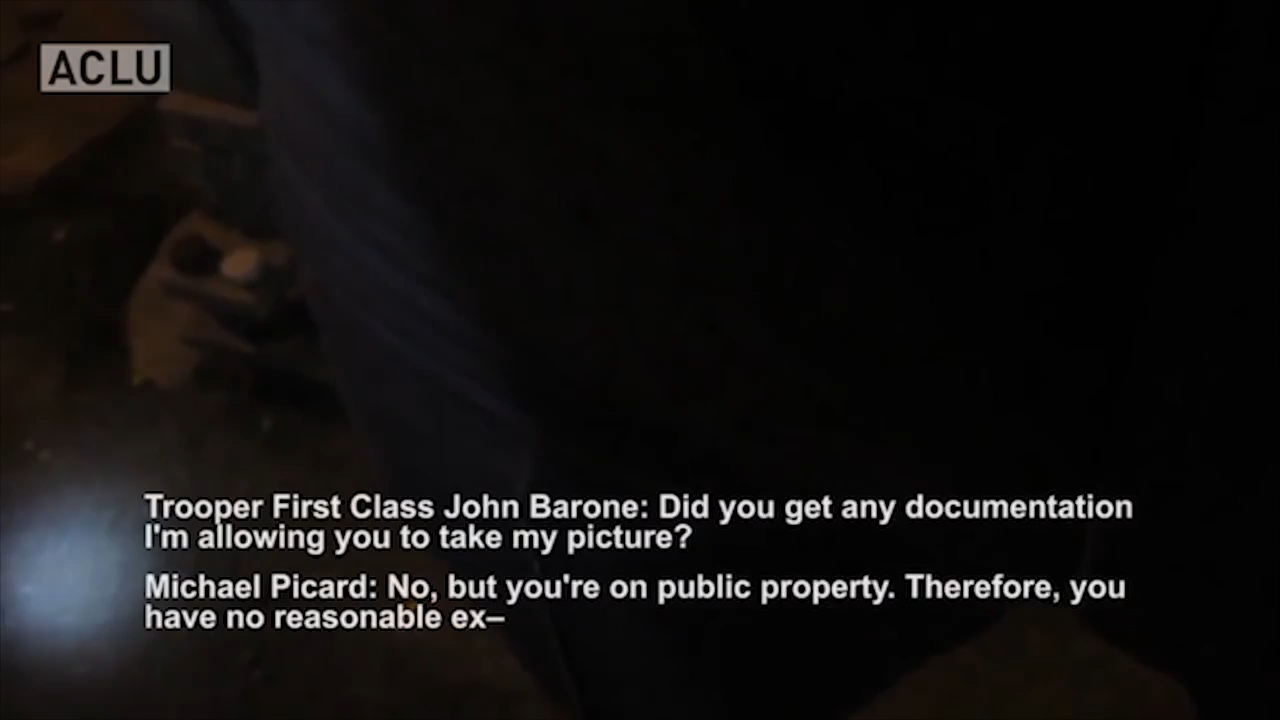 ACLU
Trooper First Class John Barone: Did you get any documentation
I'm allowing you to take my picture?
Michael Picard: No, but you're on public property. Therefore, you
have no reasonable ex–